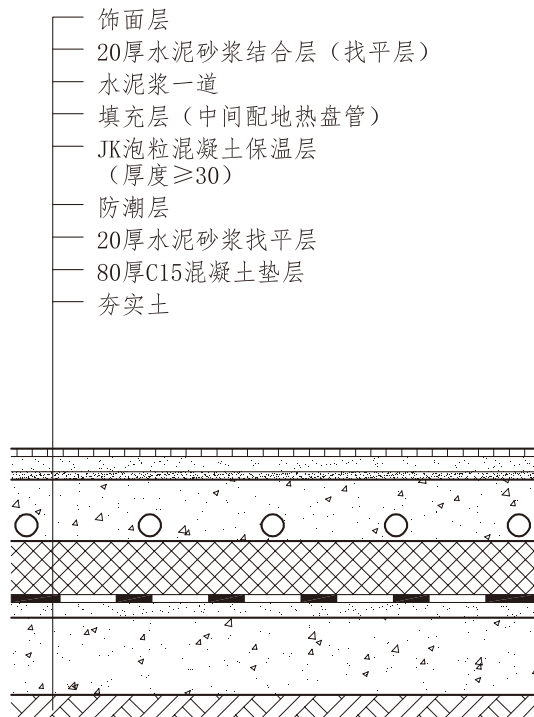 饰面层
20厚水泥砂浆结合层（找平层）
水泥浆一道
填充层（中间配地热盘管）
JK泡粒混凝土保温层
（厚度≥30）
防潮层
20厚水泥砂浆找平层
80厚C15混凝土垫层
夯实土